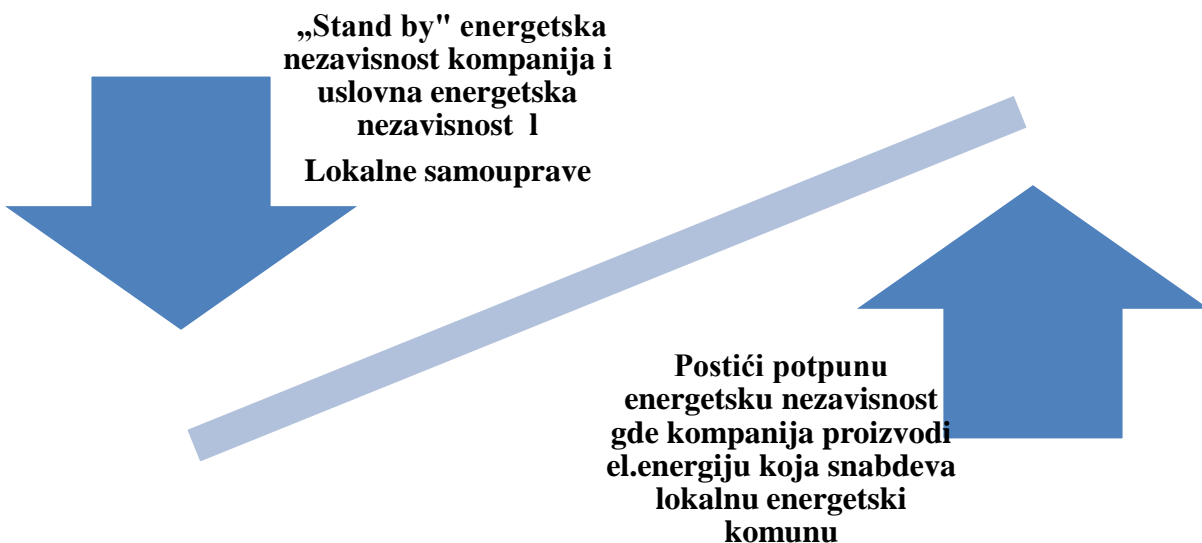 „Stand by" energetska
nezavisnost kompanija i
uslovna energetska
nezavisnost l
Lokalne samouprave
Postići potpunu
energetsku nezavisnost
gde kompanija proizvodi
el.energiju koja snabdeva
lokalnu energetski
komunu